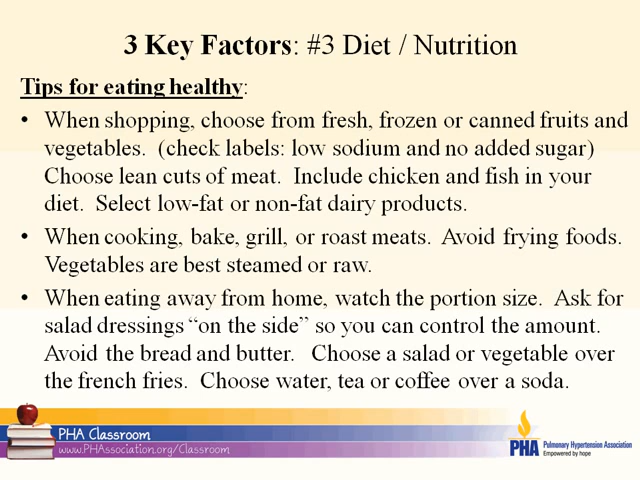 3 Key Factors: #3 Diet / Nutrition
Tips for eating healthy:
• When shopping, choose from fresh, frozen or canned fruits and
vegetables.  (check labels: low sodium and no added sugar)
Choose lean cuts of meat.  Include chicken and fish in your
diet.  Select low-fat or non-fat dairy products.
• When cooking, bake, grill, or roast meats.  Avoid frying foods.
Vegetables are best steamed or raw.
• When eating away from home, watch the portion size.  Ask for
salad dressings “on the side” so you can control the amount.
Avoid the bread and butter.   Choose a salad or vegetable over
the french fries.  Choose water, tea or coffee over a soda.
PHA Classroom
www.PHAssociation.org/Classroom
PHA
Pulmonary Hypertension Association
Empowered by hope